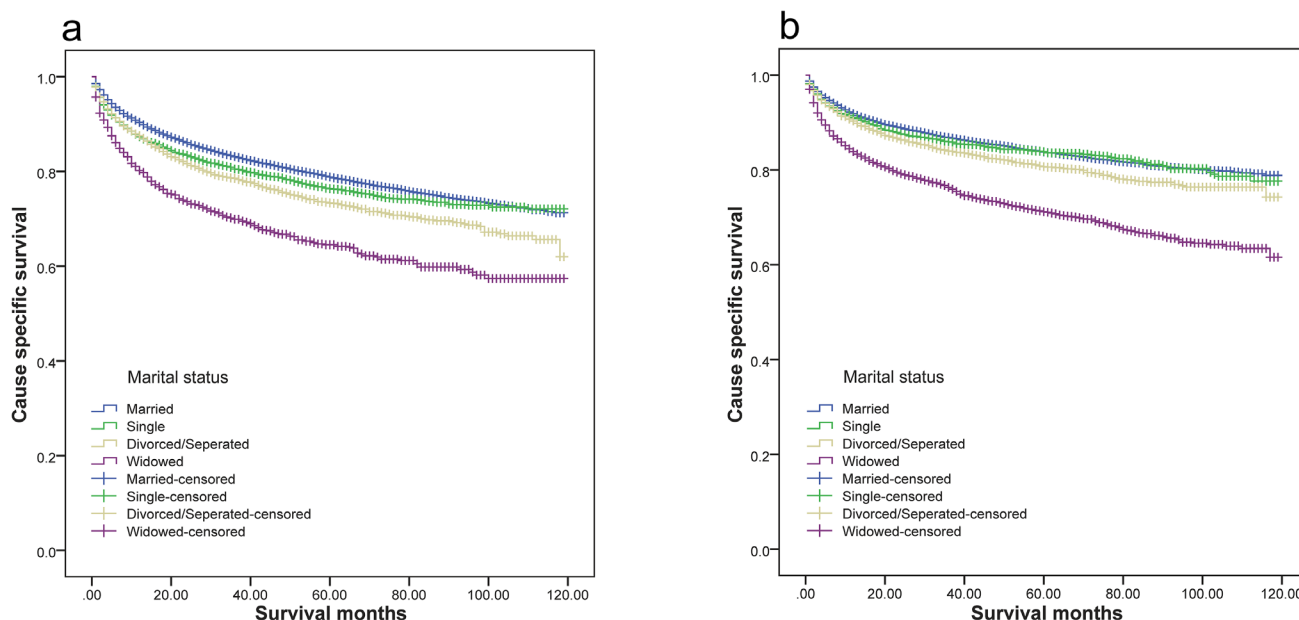 a
Cause specific survival
1.0
0.8
0.6
0.4
0.2
0.0
Marital status
Married
Single
Divorced/Seperated
Widowed
Married-censored
Single-censored
Divorced/Seperated-censored
Widowed-censored
.00 20.00 40.00 60.00 80.00 100.00 120.00
Survival months
b
Cause specific survival
1.0
0.8
0.6
0.4
0.2
0.0
Marital status
Married
Single
Divorced/Seperated
Widowed
Married-censored
Single-censored
Divorced/Seperated-censored
Widowed-censored
.00 20.00 40.00 60.00 80.00 100.00 120.00
Survival months